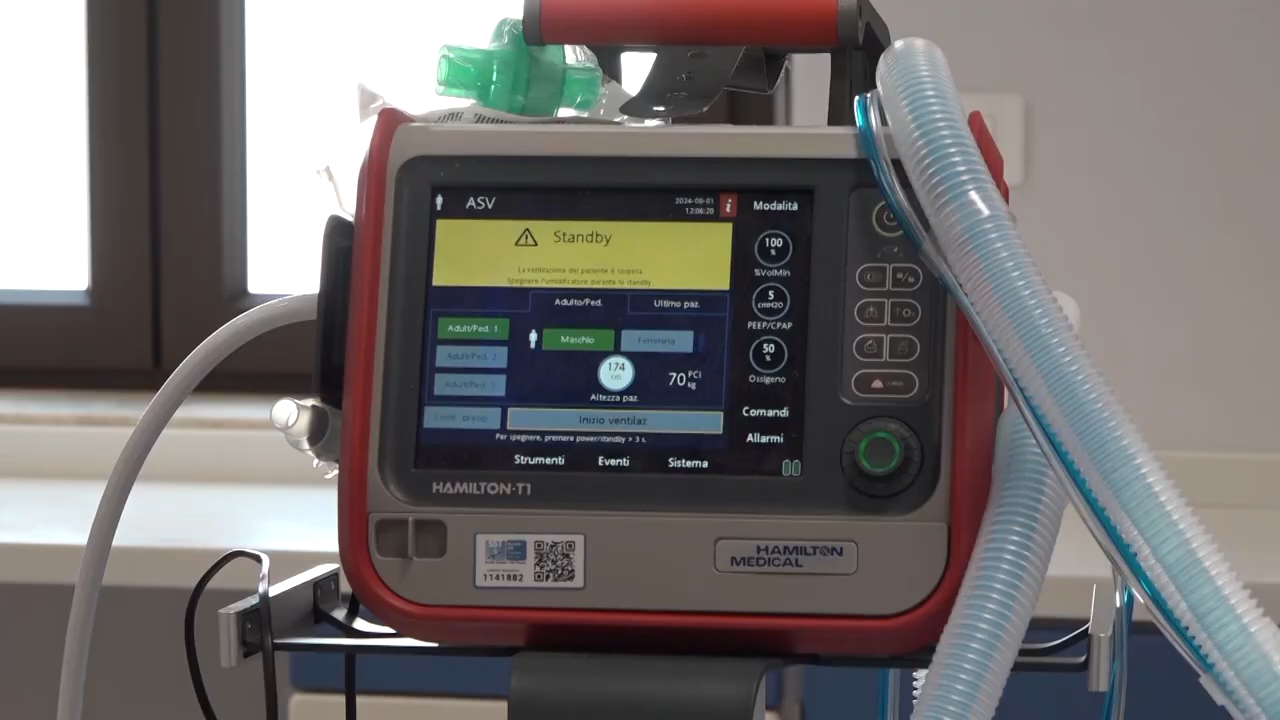 ASV
2024-08-01
12:06:20
i
Modalità
Standby
La ventilazione del paziente è sospesa.
Spegnere l'umidificatore durante lo standby.
100
%
%VolMin
5
cmH2O
PEEP/CPAP
50
%
Ossigeno
Adulto/Ped.
Ultimo paz.
Adult/Ped. 1
Adult/Ped. 2
Adult/Ped. 3
Maschio
Femmina
174
cm
Altezza paz.
70 PCI
kg
Inizio ventilaz
Per spegnere, premere power/standby > 3 s.
Comandi
Allarmi
Strumenti
Eventi
Sistema
HAMILTON-T1
1141882
HAMILTON
MEDICAL